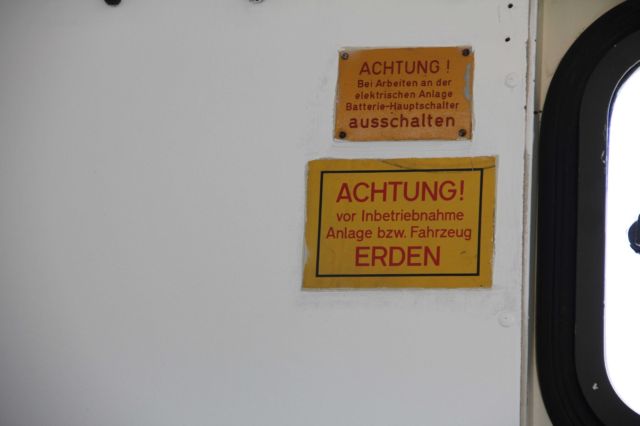 ACHTUNG !
Bei Arbeiten an der
elektrischen Anlage
Batterie-Hauptschalter
ausschalten
ACHTUNG!
vor Inbetriebnahme
Anlage bzw. Fahrzeug
ERDEN